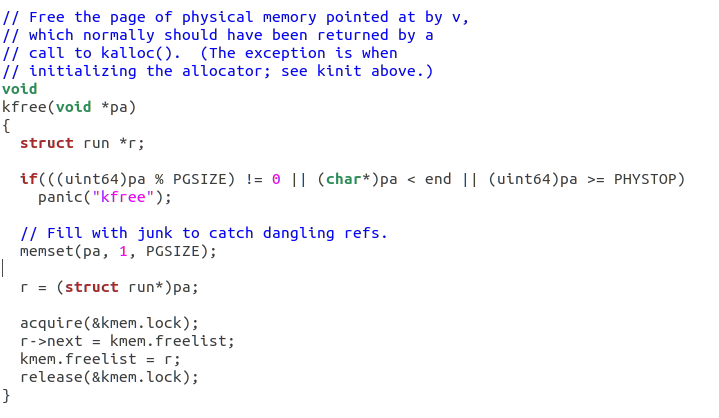 // Free the page of physical memory pointed at by v,
// which normally should have been returned by a
// call to kalloc().  (The exception is when
// initializing the allocator; see kinit above.)
void
kfree(void *pa)
{
  struct run *r;

  if(((uint64)pa % PGSIZE) != 0 || (char*)pa < end || (uint64)pa >= PHYSTOP)
    panic("kfree");

  // Fill with junk to catch dangling refs.
  memset(pa, 1, PGSIZE);

  r = (struct run*)pa;

  acquire(&kmem.lock);
  r->next = kmem.freelist;
  kmem.freelist = r;
  release(&kmem.lock);
}